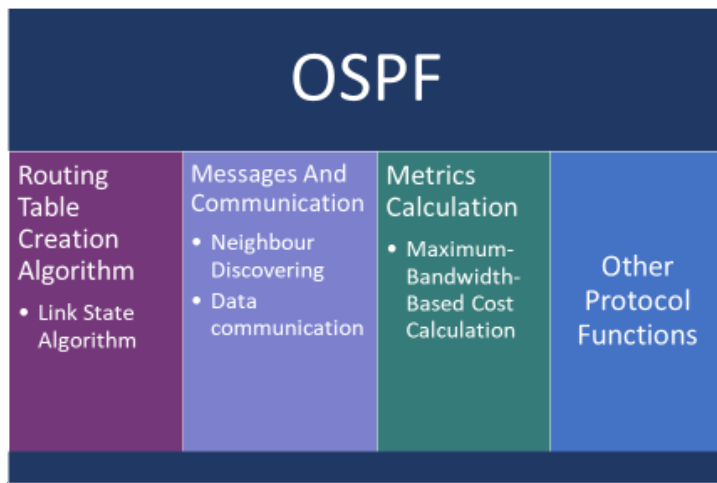 OSPF
Routing
Table
Creation
Algorithm
• Link State
Algorithm
Messages And
Communication
• Neighbour
Discovering
• Data
communication
Metrics
Calculation
• Maximum-
Bandwidth-
Based Cost
Calculation
Other
Protocol
Functions